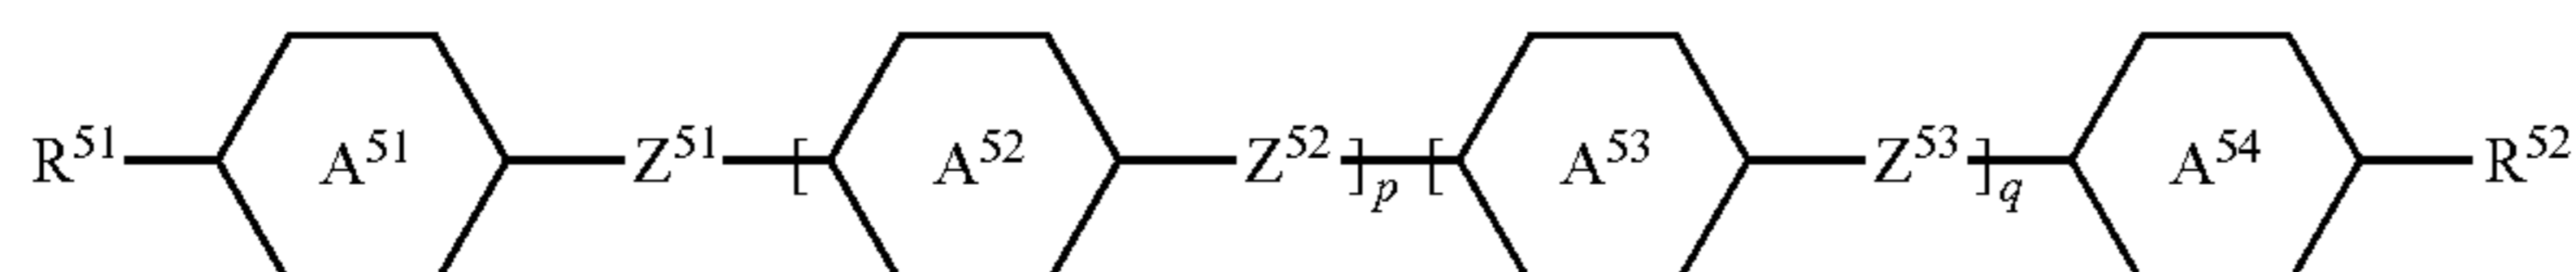 R⁵¹ A⁵¹ Z⁵¹ [ A⁵² Z⁵² ]ₚ [ A⁵³ Z⁵³ ]q A⁵⁴ R⁵²